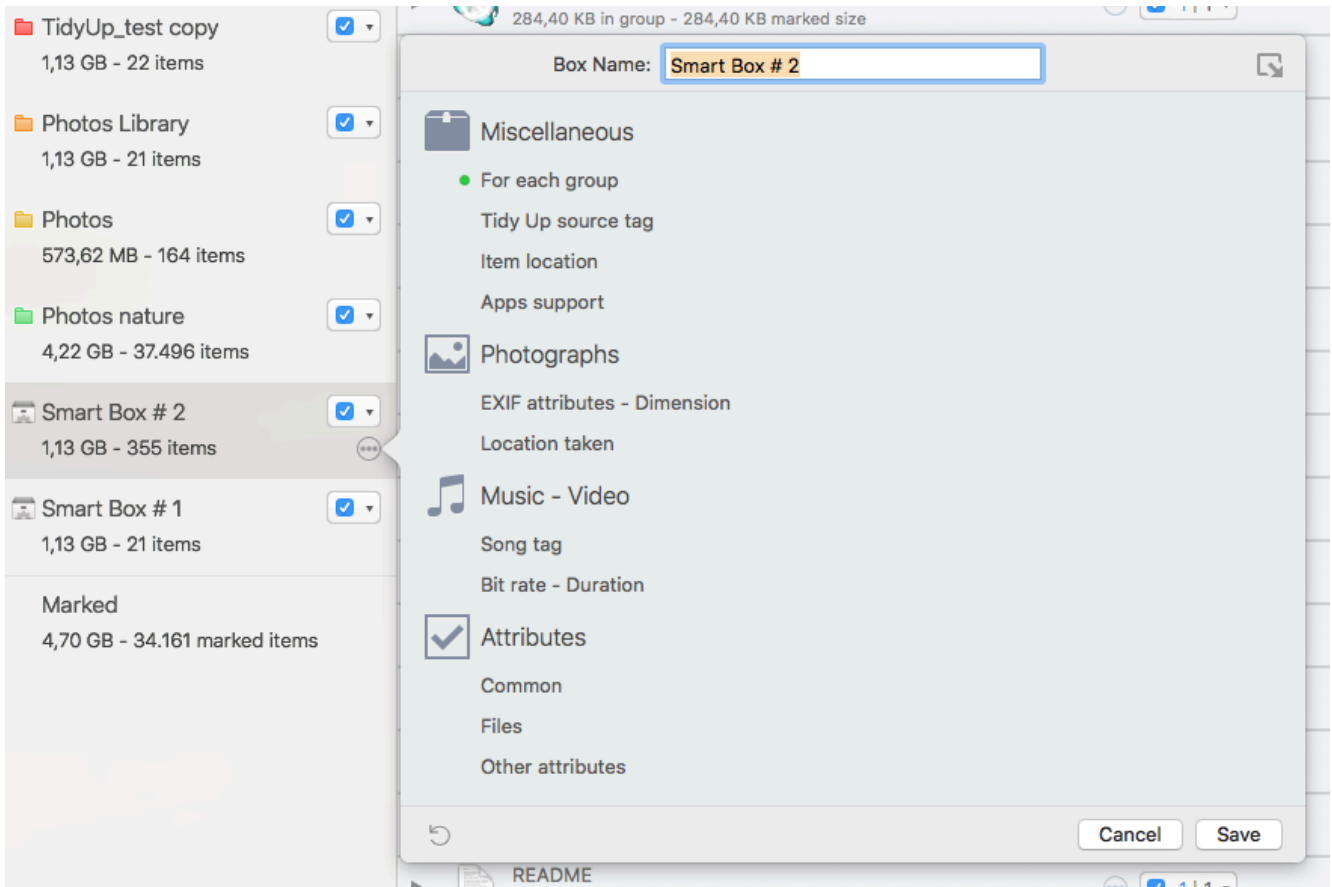 TidyUp_test copy
1,13 GB - 22 items
Photos Library
1,13 GB - 21 items
Photos
573,62 MB - 164 items
Photos nature
4,22 GB - 37.496 items
Smart Box # 2
1,13 GB - 355 items
Smart Box # 1
1,13 GB - 21 items
Marked
4,70 GB - 34.161 marked items
284,40 KB in group - 284,40 KB marked size
Box Name: Smart Box # 2
Miscellaneous
For each group
Tidy Up source tag
Item location
Apps support
Photographs
EXIF attributes - Dimension
Location taken
Music - Video
Song tag
Bit rate - Duration
Attributes
Common
Files
Other attributes
Cancel Save
README